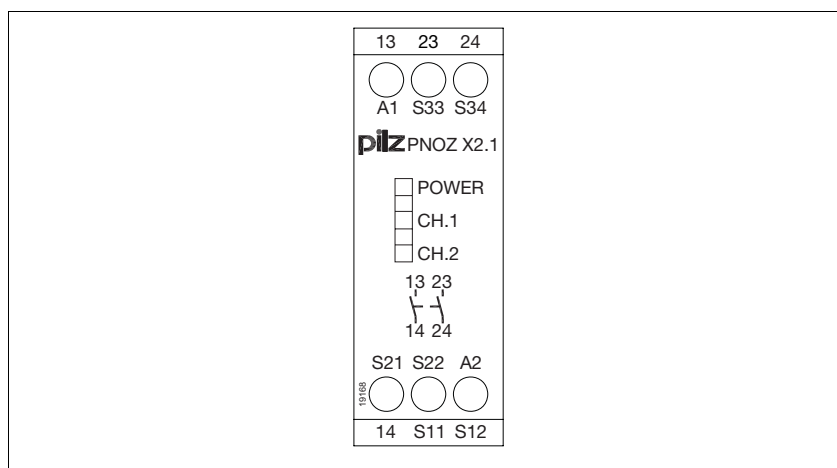 13 23 24
A1 S33 S34
pilz PNOZ X2.1
POWER
CH.1
CH.2
13 23
14 24
S21 S22 A2
19168
14 S11 S12